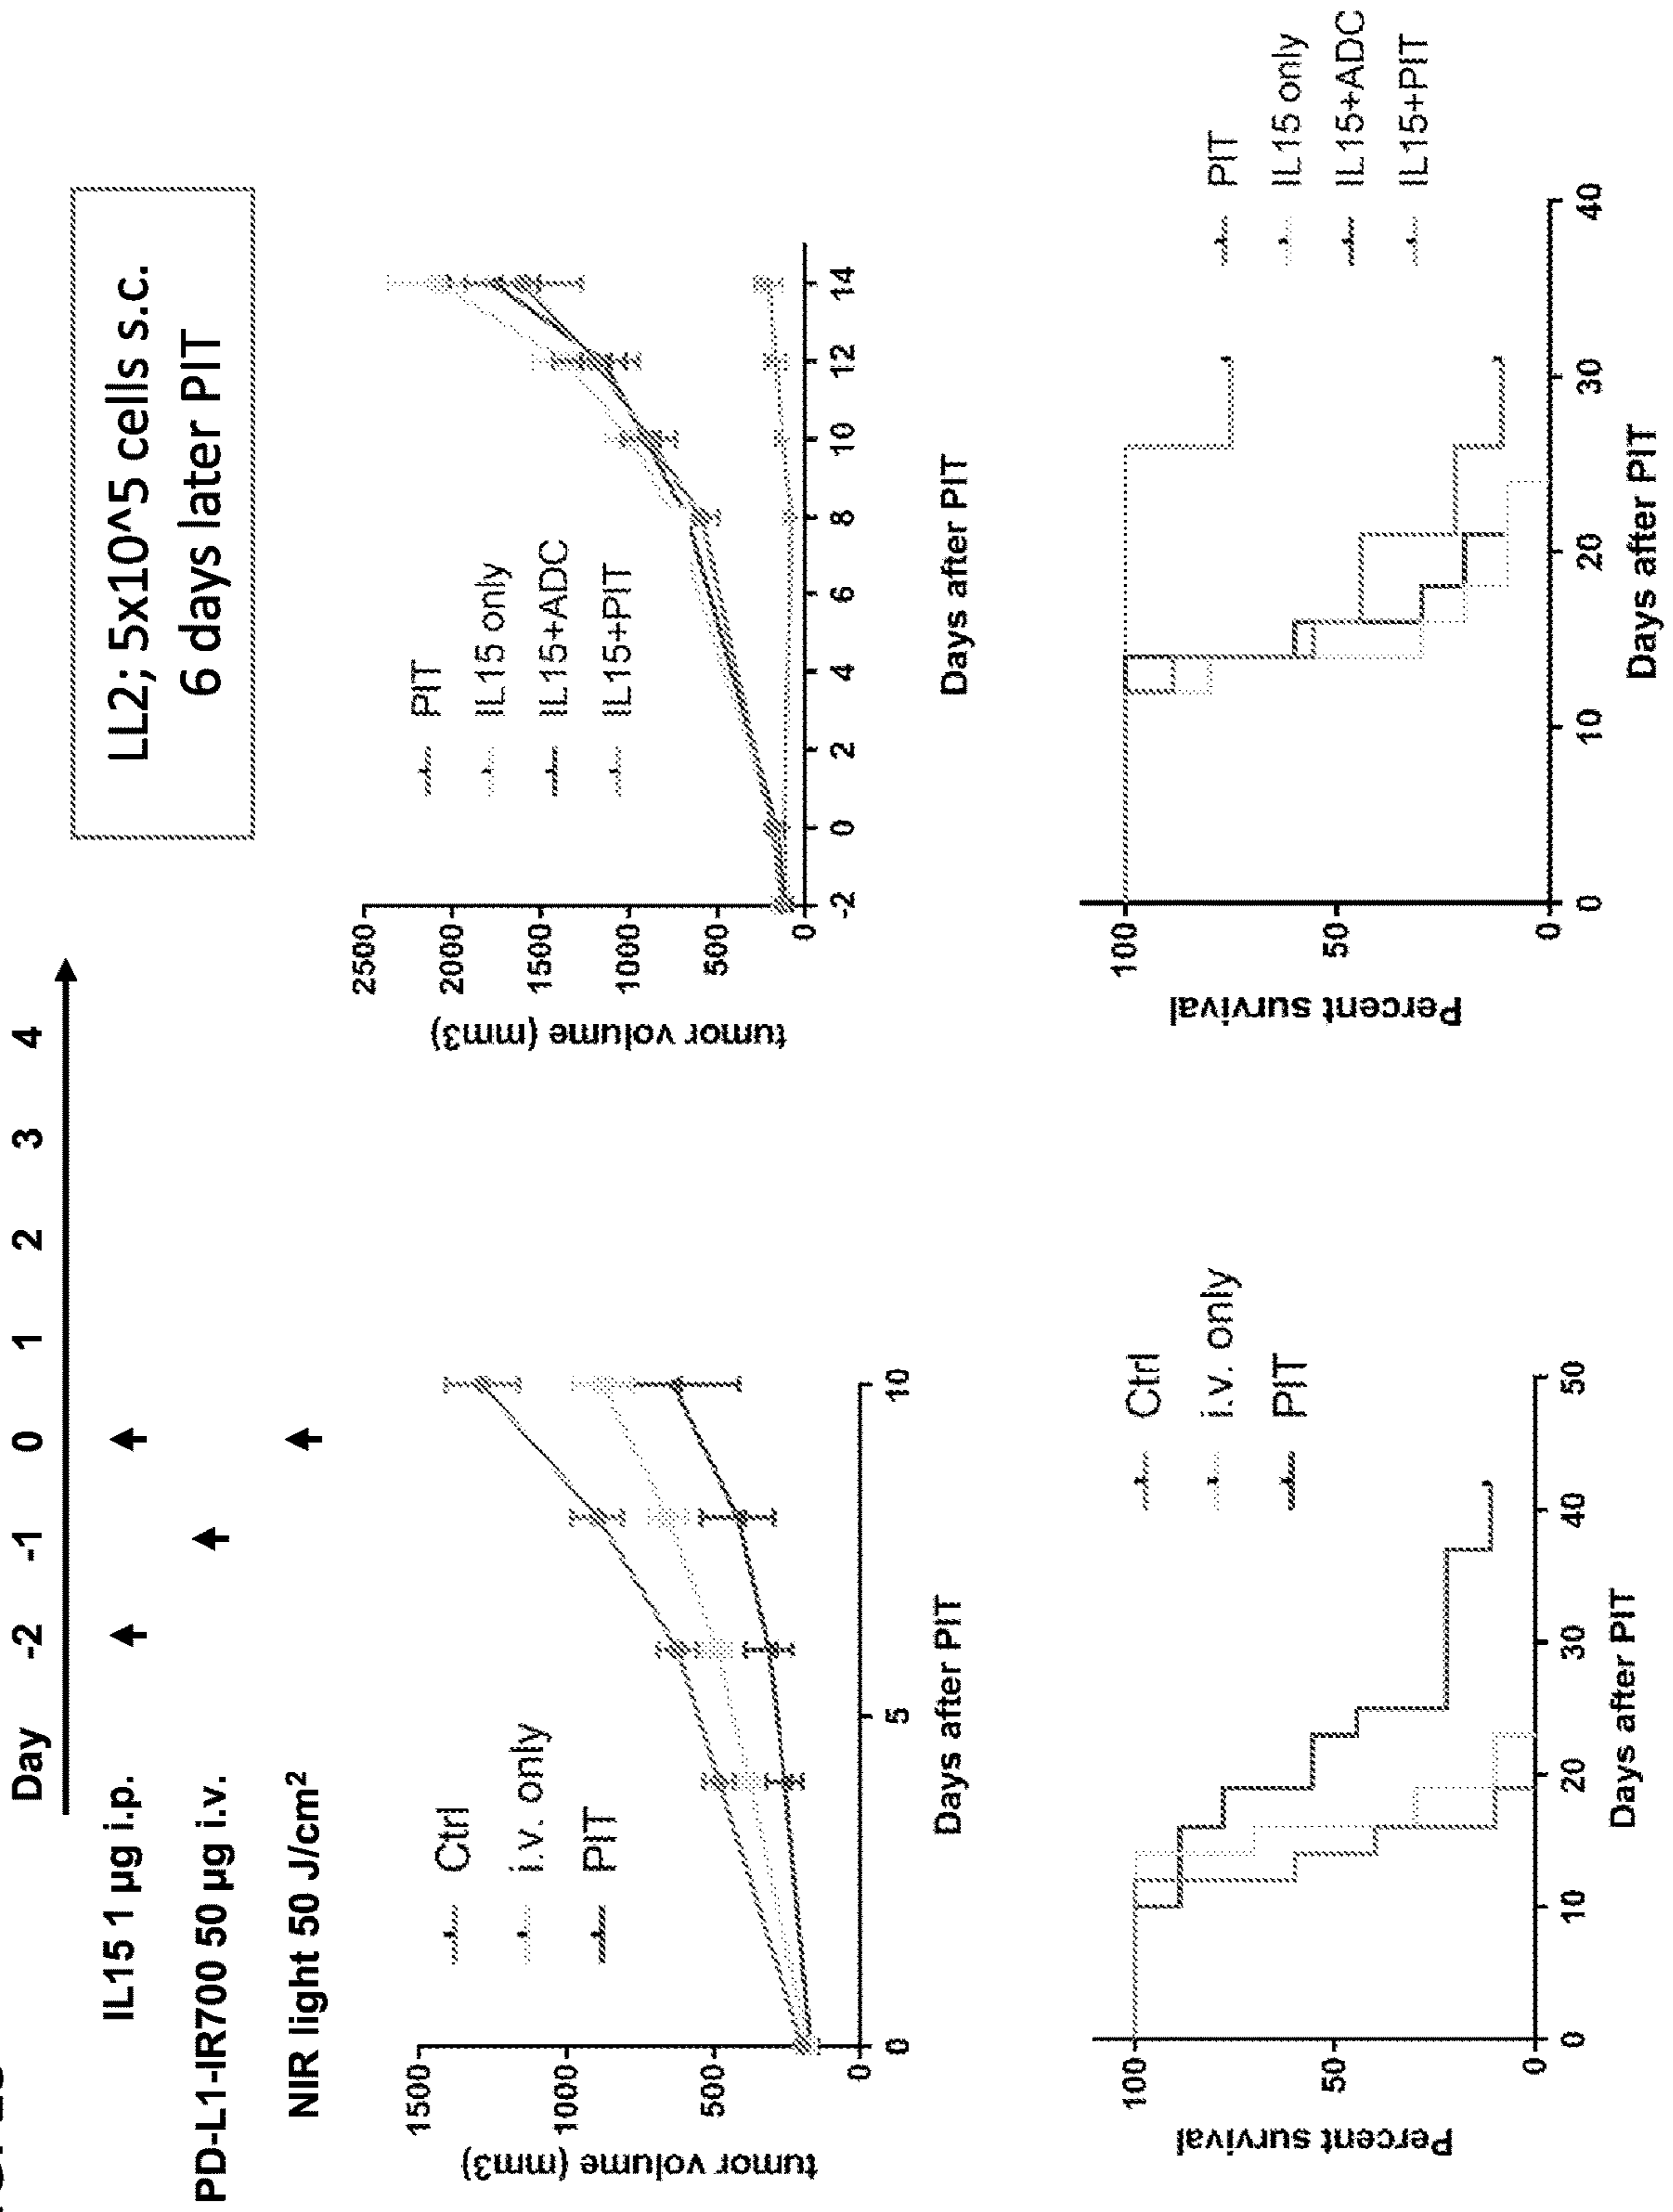 Day -2 -1 0 1 2 3 4
IL15 1 µg i.p.
PD-L1-IR700 50 µg i.v.
NIR light 50 J/cm²
LL2; 5x10^5 cells s.c.
6 days later PIT
tumor volume (mm3)
1500
1000
500
0
Ctrl
i.v. only
PIT
0 5 10
Days after PIT
tumor volume (mm3)
2500
2000
1500
1000
500
0
PIT
IL15 only
IL15+ADC
IL15+PIT
-2 0 2 4 6 8 10 12 14
Days after PIT
Percent survival
100
50
0
Ctrl
i.v. only
PIT
0 10 20 30 40 50
Days after PIT
Percent survival
100
50
0
PIT
IL15 only
IL15+ADC
IL15+PIT
0 10 20 30 40
Days after PIT